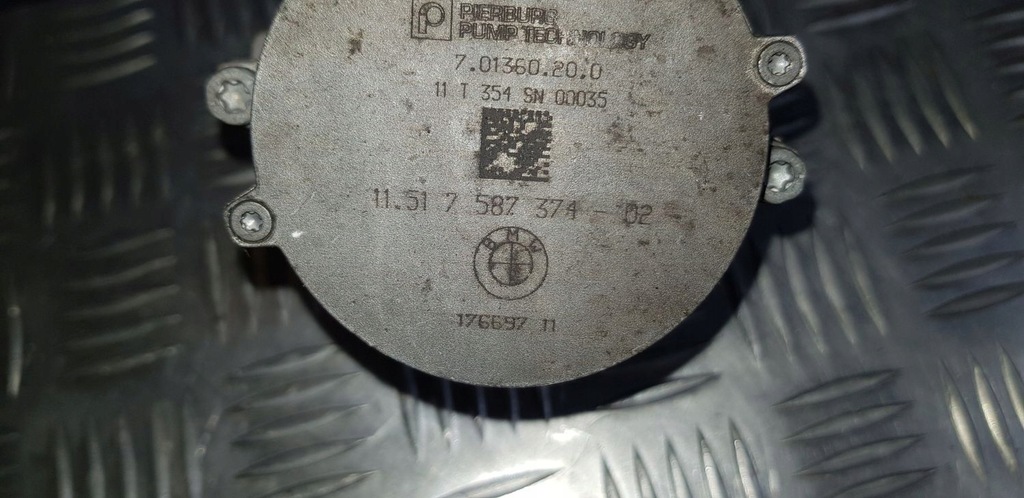 PIERBURG
PUMP TECHNOLOGY
7.01360.20.0
11 T 354 SN 00035
11.51 7 587 374 - 02
BMW
176697 11